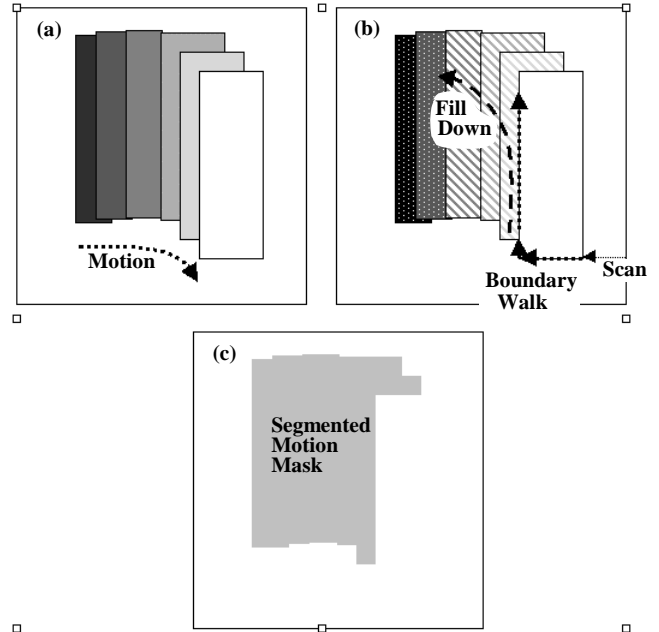 (a)
Motion
(b)
Fill
Down
Scan
Boundary
Walk
(c)
Segmented
Motion
Mask